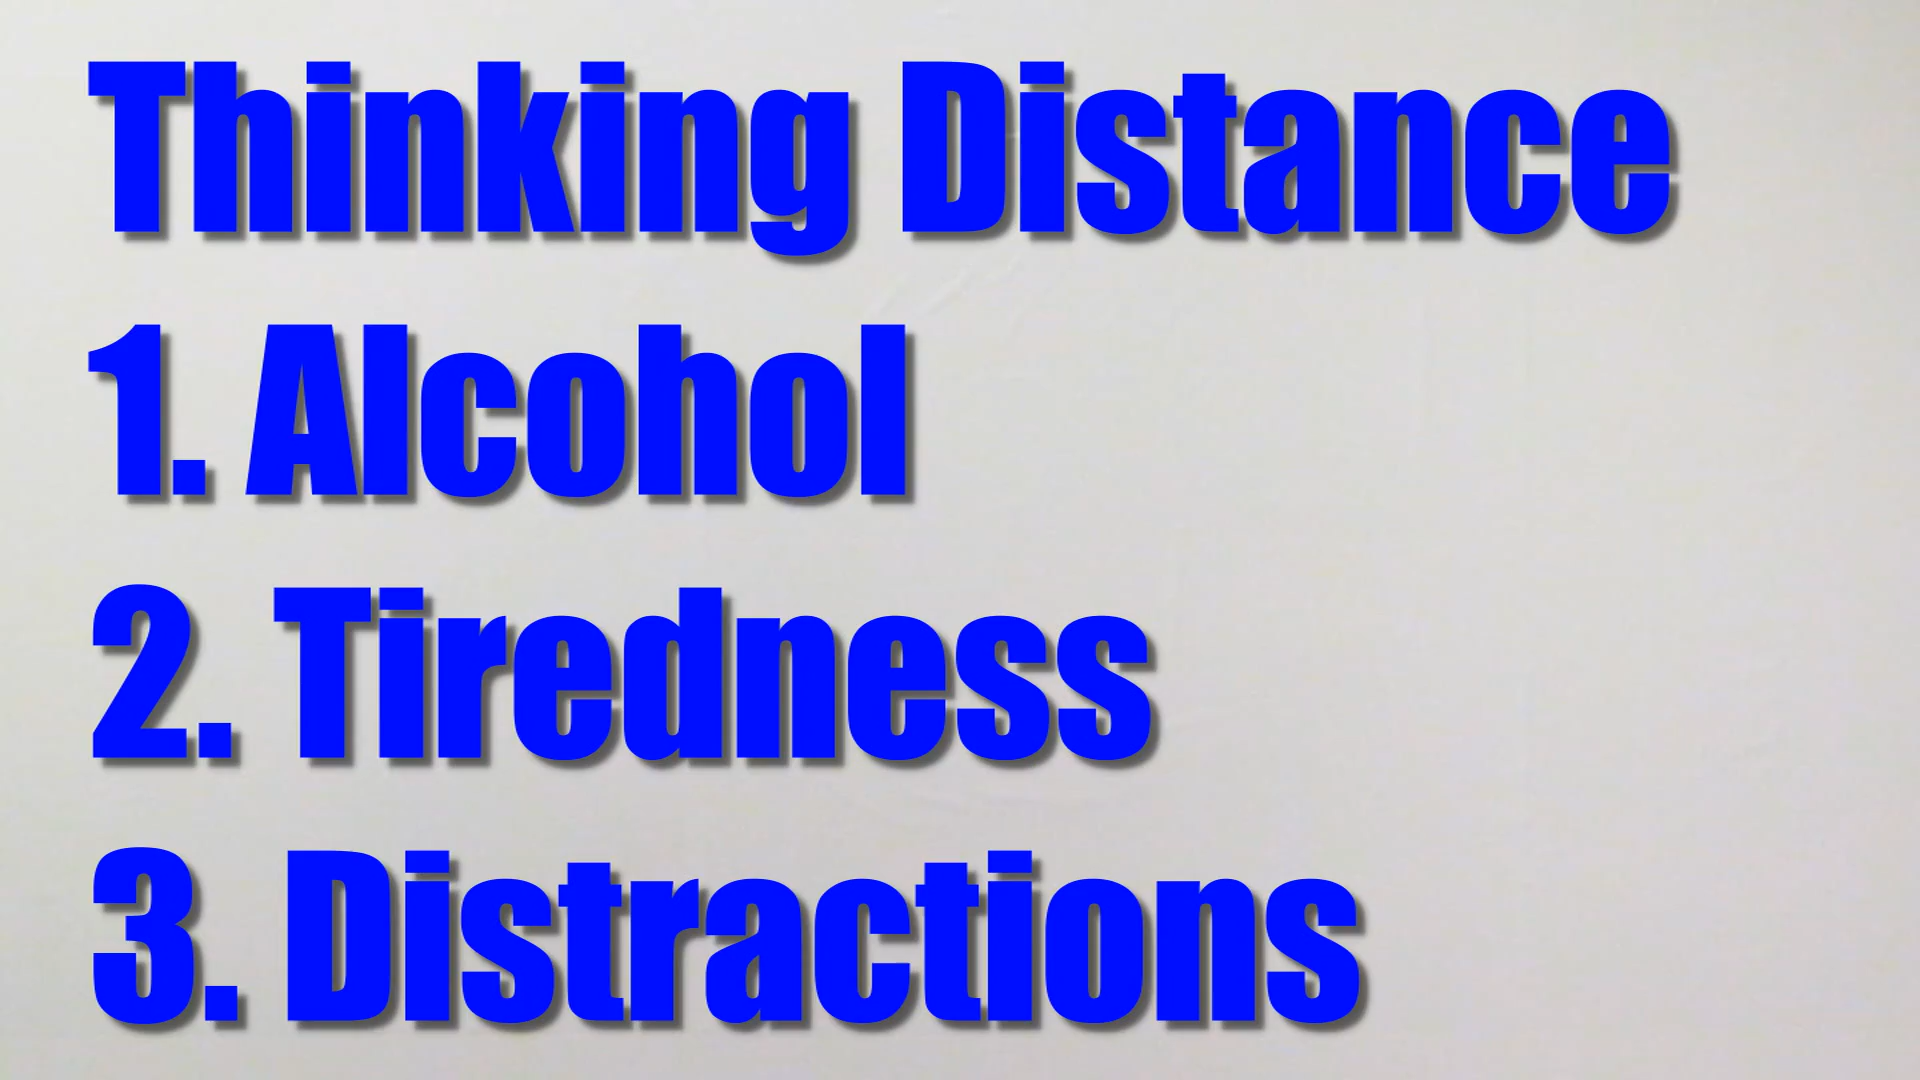 Thinking Distance
1. Alcohol
2. Tiredness
3. Distractions